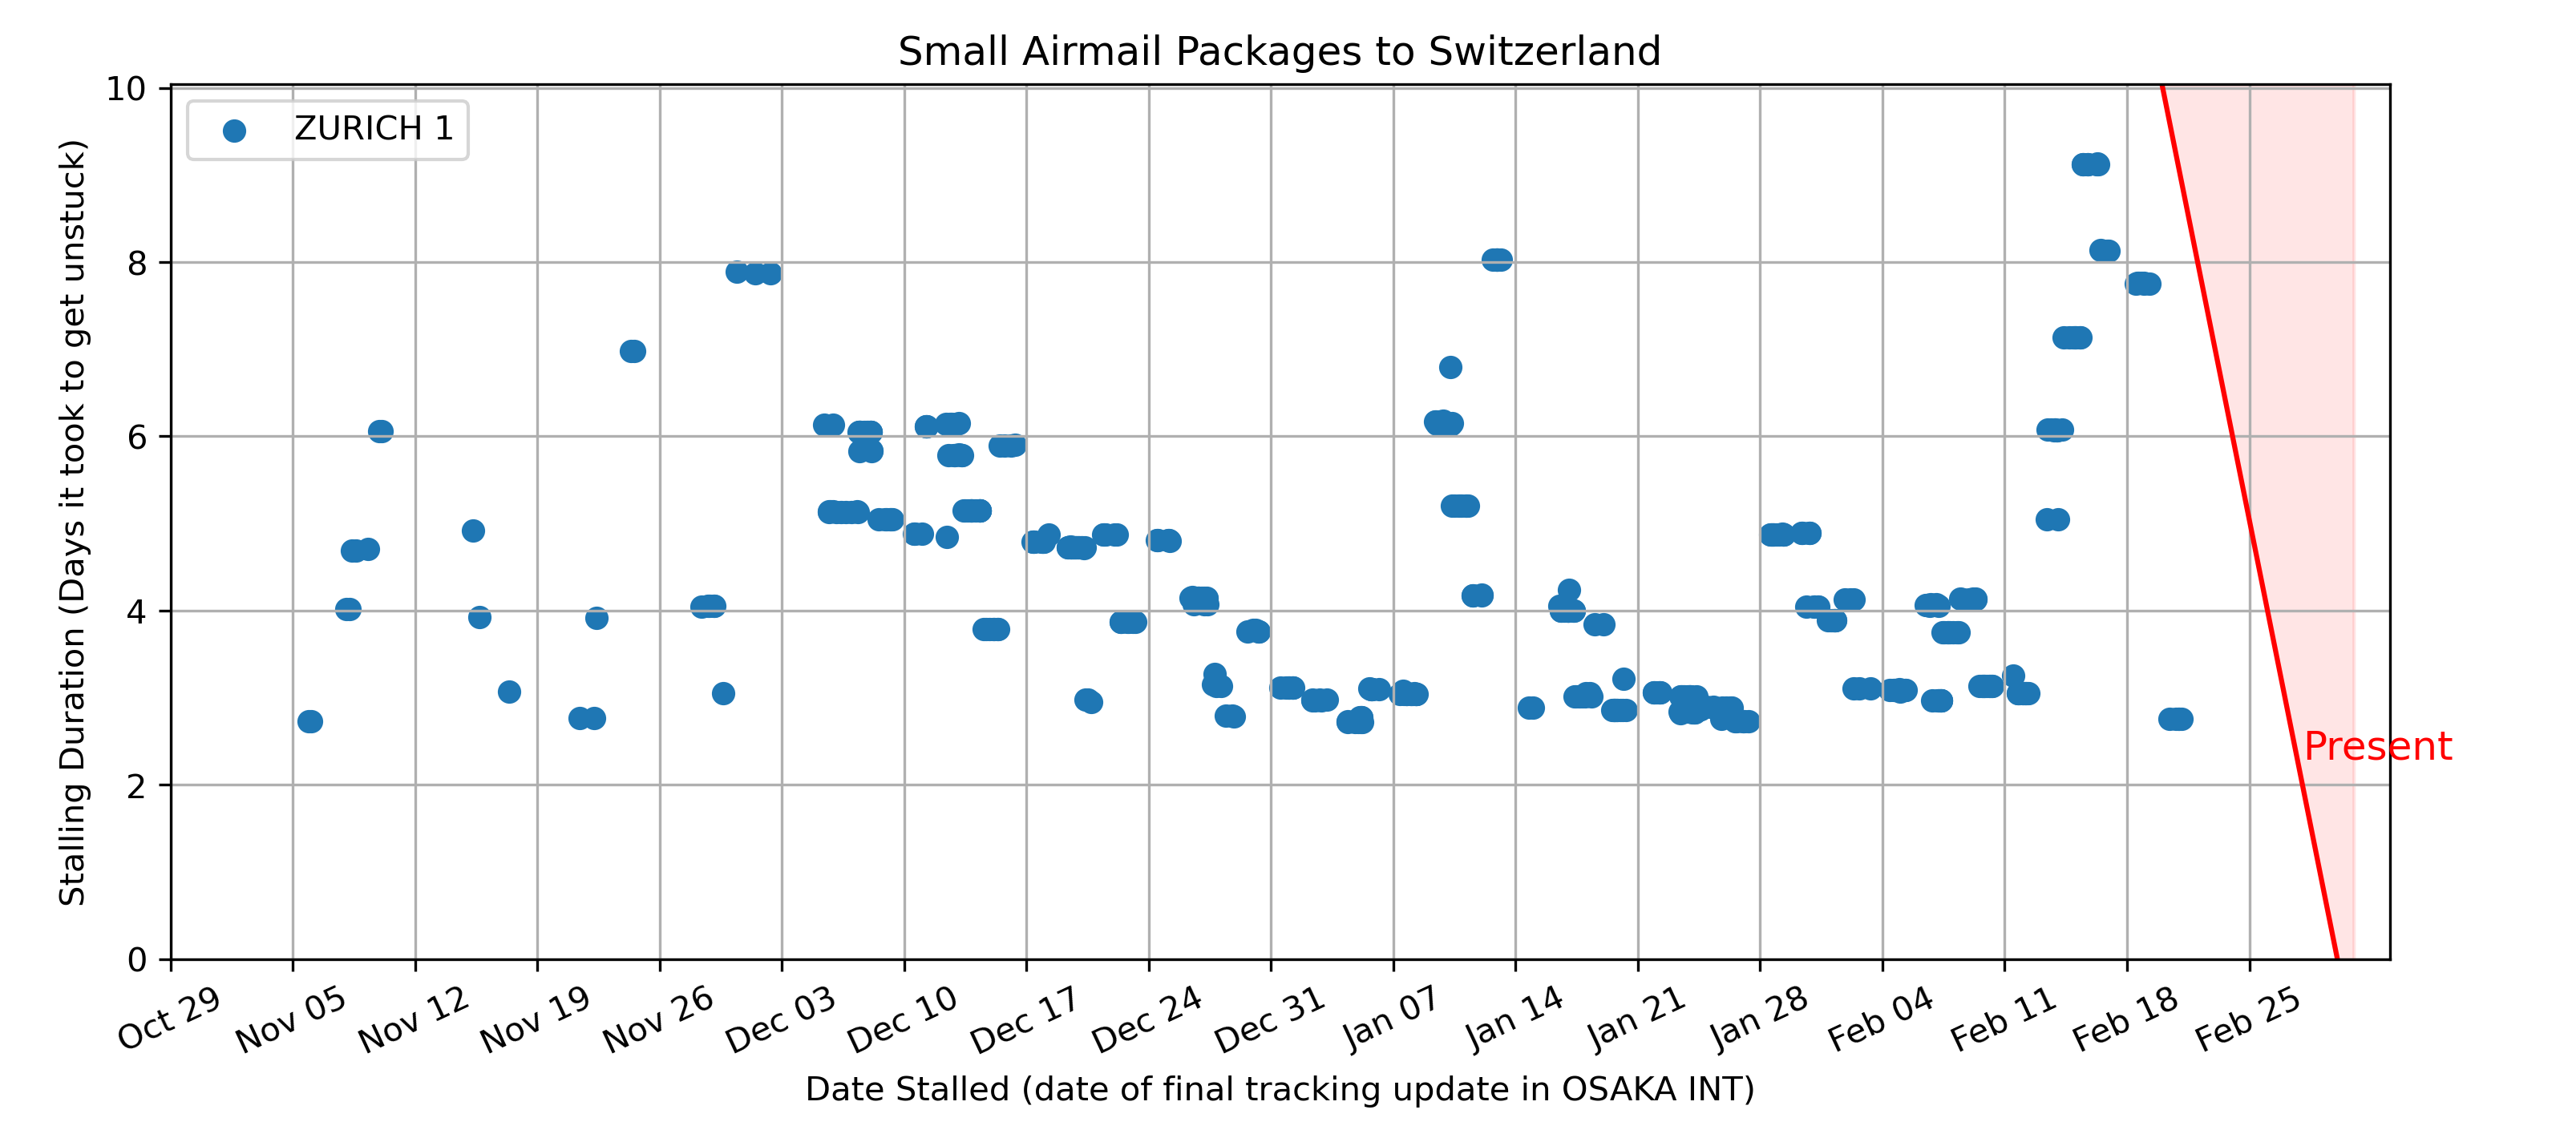 Small Airmail Packages to Switzerland
ZURICH 1
Stalling Duration (Days it took to get unstuck)
10
8
6
4
2
0
Present
Oct 29
Nov 05
Nov 12
Nov 19
Nov 26
Dec 03
Dec 10
Dec 17
Dec 24
Dec 31
Jan 07
Jan 14
Jan 21
Jan 28
Feb 04
Feb 11
Feb 18
Feb 25
Date Stalled (date of final tracking update in OSAKA INT)